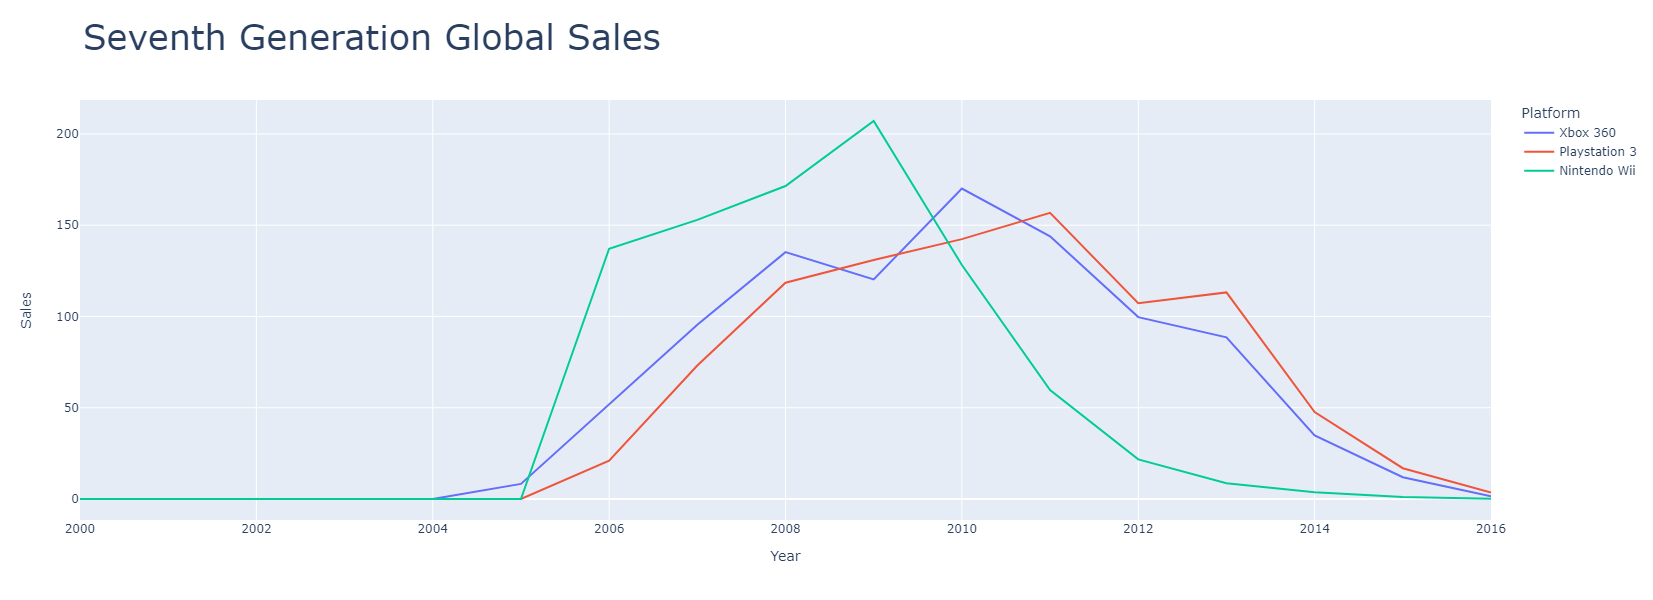 Seventh Generation Global Sales
Platform
Xbox 360
Playstation 3
Nintendo Wii
200
150
100
50
0
Sales
2000 2002 2004 2006 2008 2010 2012 2014 2016
Year